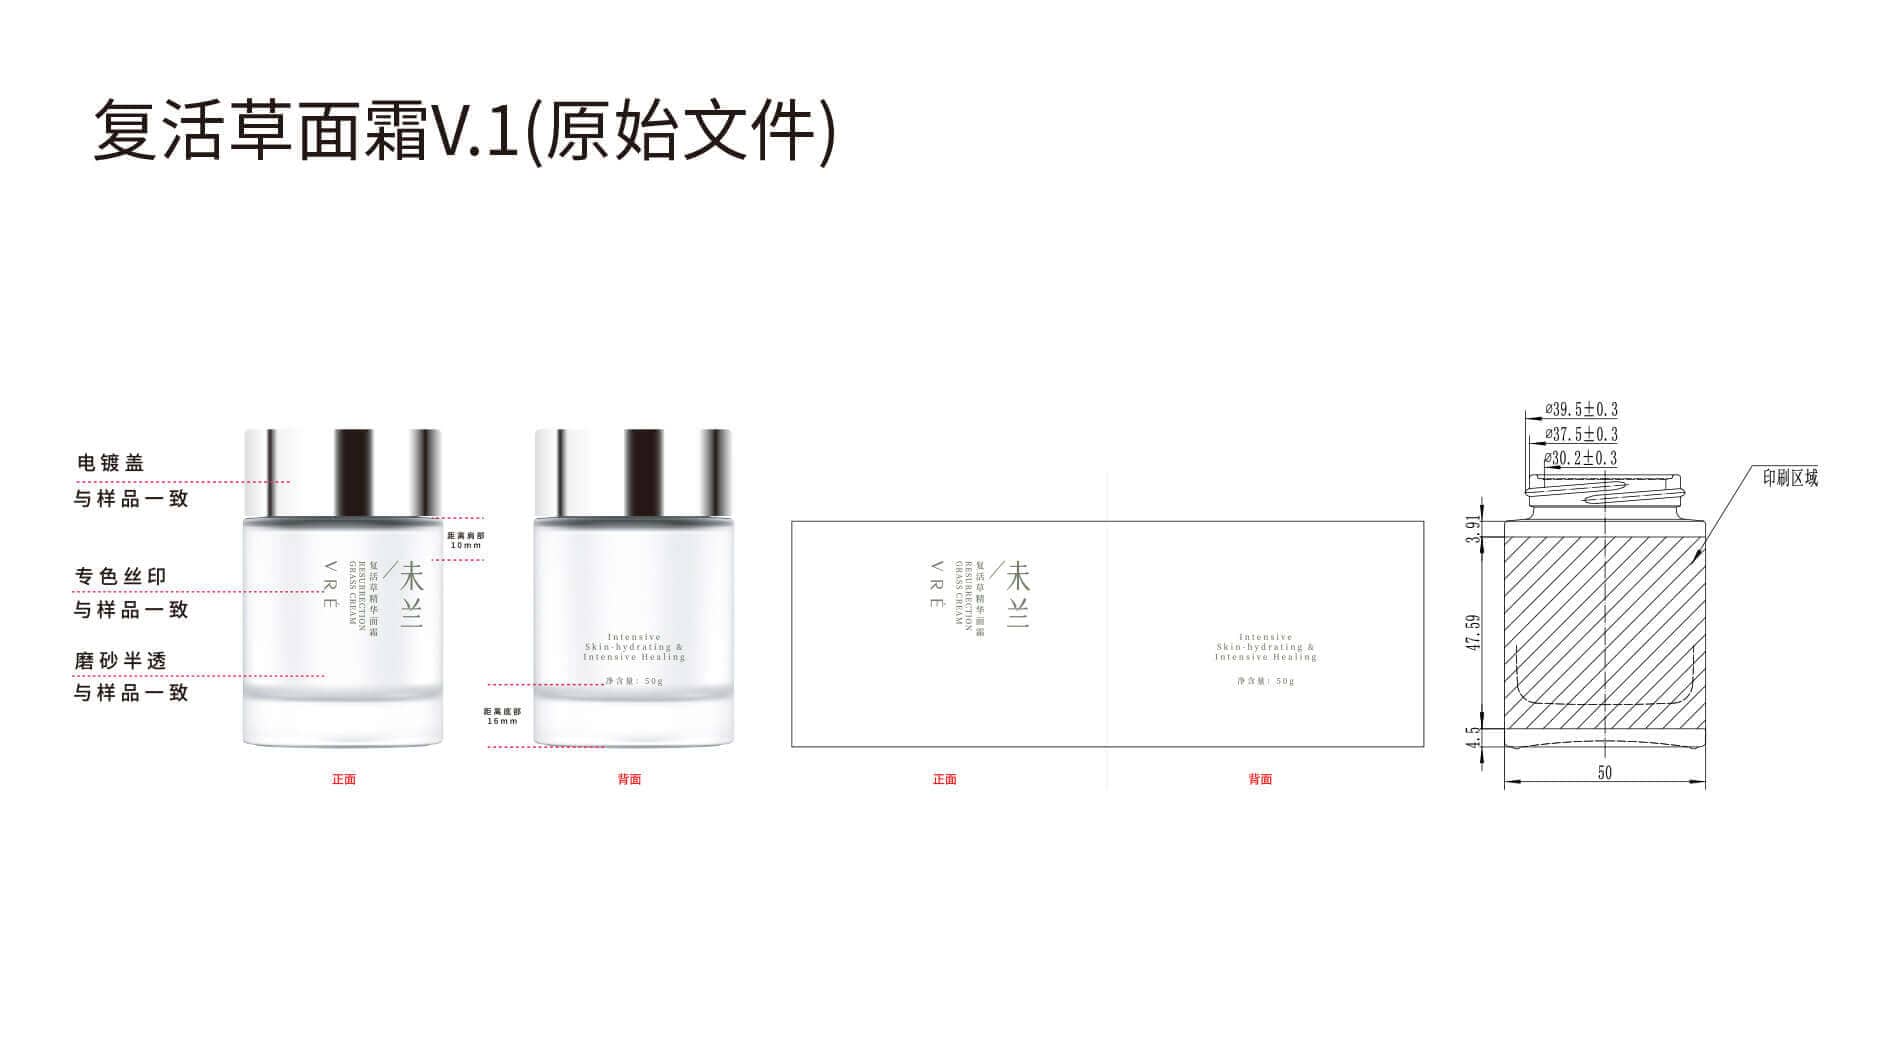 复活草面霜V.1(原始文件)
电镀盖
与样品一致
专色丝印
与样品一致
磨砂半透
与样品一致
未兰
复活草精华面霜
RESURRECTION
GRASS CREAM
VRÉ
正面
距离肩部
10mm
Intensive
Skin-hydrating &
Intensive Healing
净含量：50g
距离底部
16mm
背面
未兰
复活草精华面霜
RESURRECTION
GRASS CREAM
VRÉ
正面
Intensive
Skin-hydrating &
Intensive Healing
净含量：50g
背面
⌀39.5±0.3
⌀37.5±0.3
⌀30.2±0.3
印刷区域
3.91
47.59
4.5
50